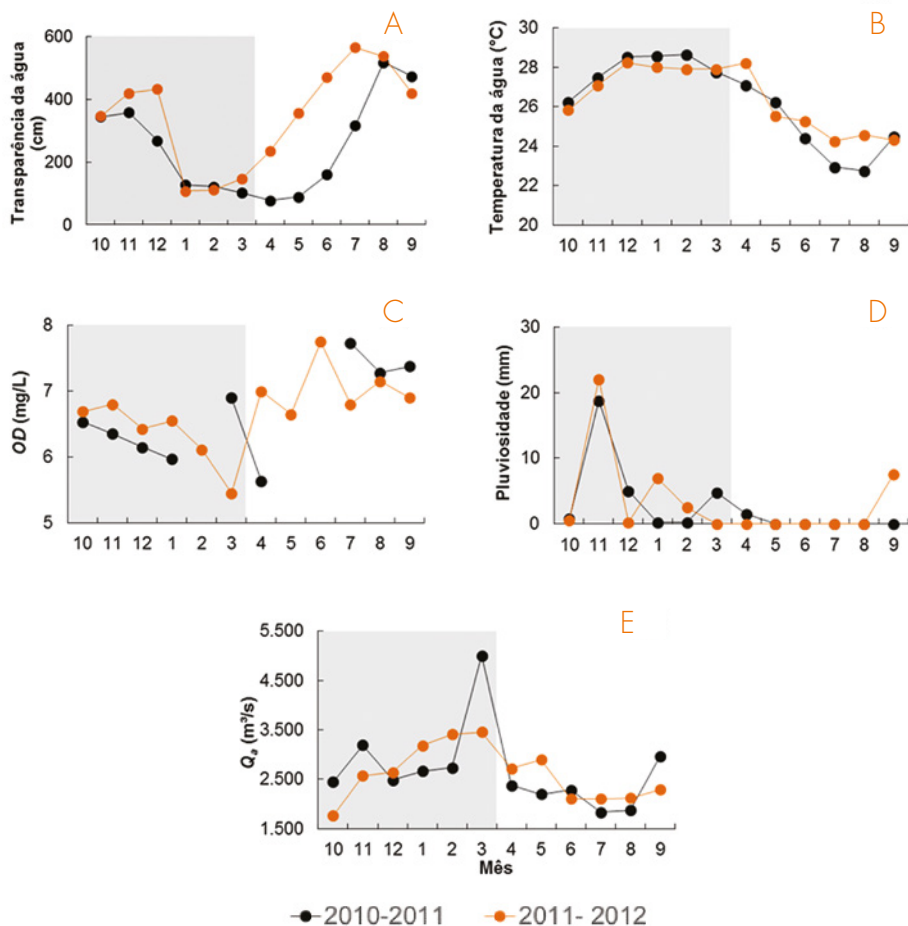 A
Transparência da água
(cm)
600
400
200
0
10 11 12 1 2 3 4 5 6 7 8 9
B
Temperatura da água (°C)
30
28
26
24
22
20
10 11 12 1 2 3 4 5 6 7 8 9
C
OD (mg/L)
8
7
6
5
10 11 12 1 2 3 4 5 6 7 8 9
D
Pluviosidade (mm)
30
20
10
0
10 11 12 1 2 3 4 5 6 7 8 9
E
Qa (m³/s)
5.500
4.500
3.500
2.500
1.500
10 11 12 1 2 3 4 5 6 7 8 9
Mês
2010-2011 2011- 2012